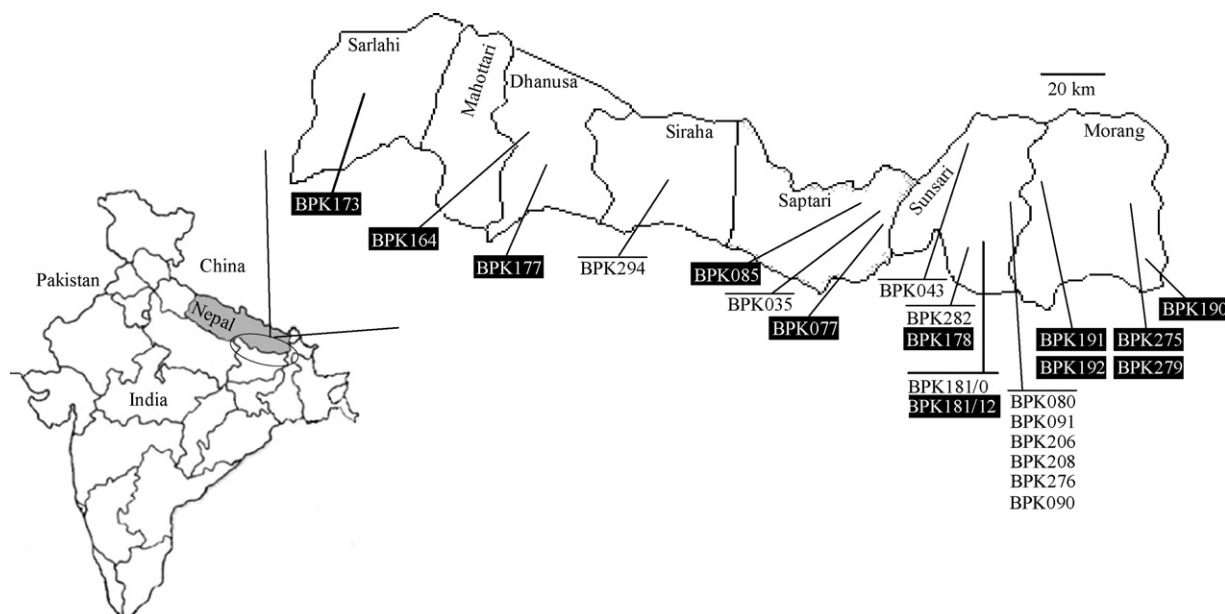 Sarlahi
Mahottari
Dhanusa
Siraha
Saptari
Sunsari
Morang
20 km
BPK173
BPK164
BPK177
BPK294
BPK085
BPK035
BPK077
BPK043
BPK282
BPK178
BPK181/0
BPK181/12
BPK080
BPK091
BPK206
BPK208
BPK276
BPK090
BPK191
BPK192
BPK275
BPK279
BPK190
Pakistan
China
Nepal
India